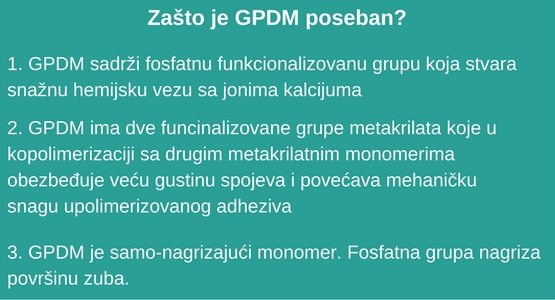 Zašto je GPDM poseban?
1. GPDM sadrži fosfatnu funkcionalizovanu grupu koja stvara
snažnu hemijsku vezu sa jonima kalcijuma
2. GPDM ima dve funcinalizovane grupe metakrilata koje u
kopolimerizaciji sa drugim metakrilatnim monomerima
obezbeđuje veću gustinu spojeva i povećava mehaničku
snagu upolimerizovanog adheziva
3. GPDM je samo-nagrizajući monomer. Fosfatna grupa nagriza
površinu zuba.